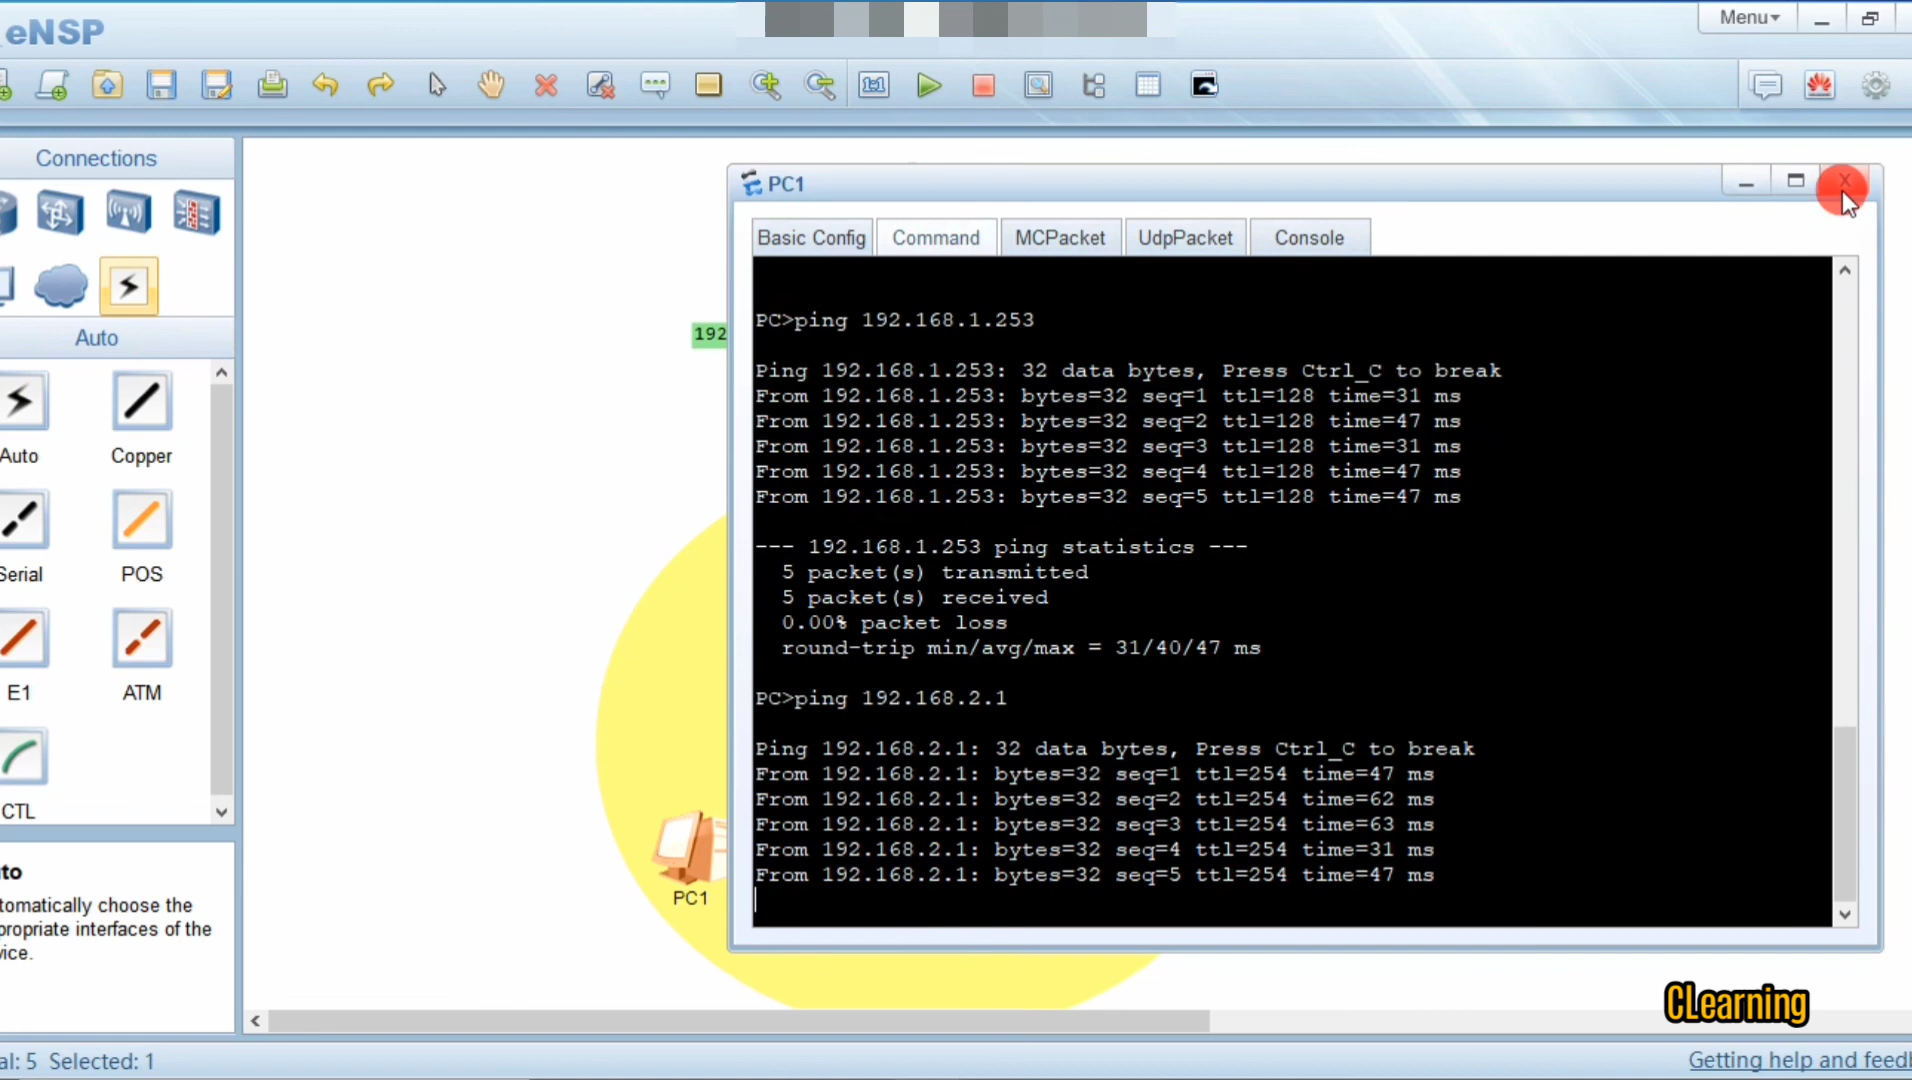 eNSP
Menu
Connections
Auto
Auto
Copper
Serial
POS
E1
ATM
CTL
to
tomatically choose the
propriate interfaces of the
vice.
192
PC1
PC1
Basic Config
Command
MCPacket
UdpPacket
Console
PC>ping 192.168.1.253
Ping 192.168.1.253: 32 data bytes, Press Ctrl_C to break
From 192.168.1.253: bytes=32 seq=1 ttl=128 time=31 ms
From 192.168.1.253: bytes=32 seq=2 ttl=128 time=47 ms
From 192.168.1.253: bytes=32 seq=3 ttl=128 time=31 ms
From 192.168.1.253: bytes=32 seq=4 ttl=128 time=47 ms
From 192.168.1.253: bytes=32 seq=5 ttl=128 time=47 ms
--- 192.168.1.253 ping statistics ---
5 packet(s) transmitted
5 packet(s) received
0.00% packet loss
round-trip min/avg/max = 31/40/47 ms
PC>ping 192.168.2.1
Ping 192.168.2.1: 32 data bytes, Press Ctrl_C to break
From 192.168.2.1: bytes=32 seq=1 ttl=254 time=47 ms
From 192.168.2.1: bytes=32 seq=2 ttl=254 time=62 ms
From 192.168.2.1: bytes=32 seq=3 ttl=254 time=63 ms
From 192.168.2.1: bytes=32 seq=4 ttl=254 time=31 ms
From 192.168.2.1: bytes=32 seq=5 ttl=254 time=47 ms
CLearning
al: 5 Selected: 1
Getting help and feedb